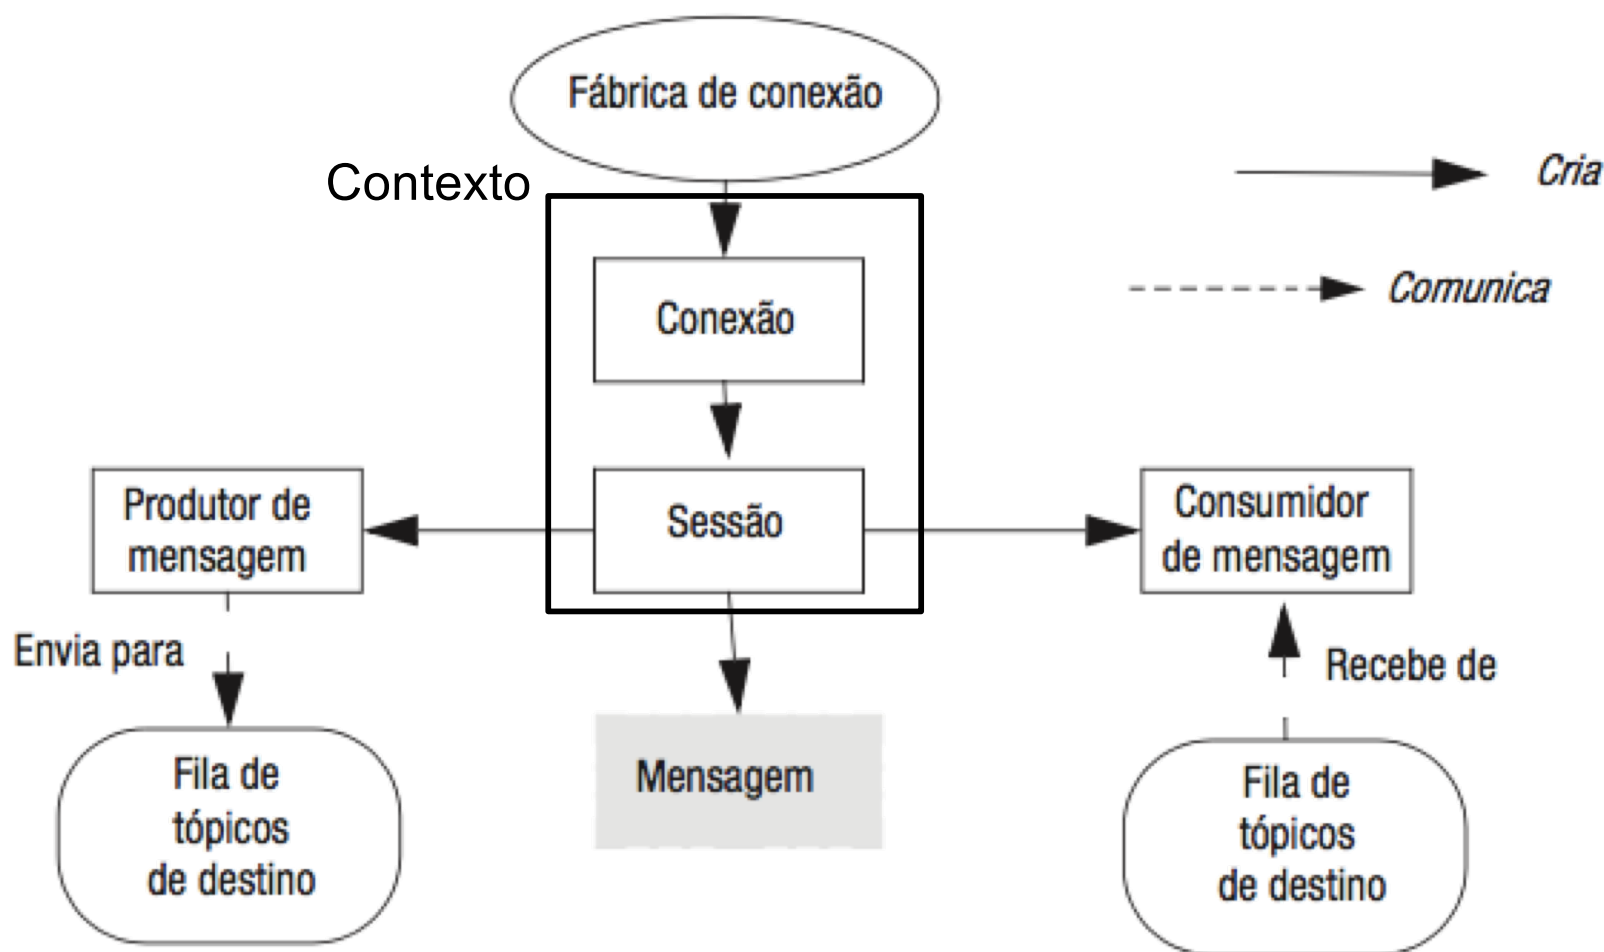 Fábrica de conexão
Contexto
Cria
Comunica
Conexão
Sessão
Produtor de
mensagem
Consumidor
de mensagem
Envia para
Recebe de
Mensagem
Fila de
tópicos
de destino
Fila de
tópicos
de destino